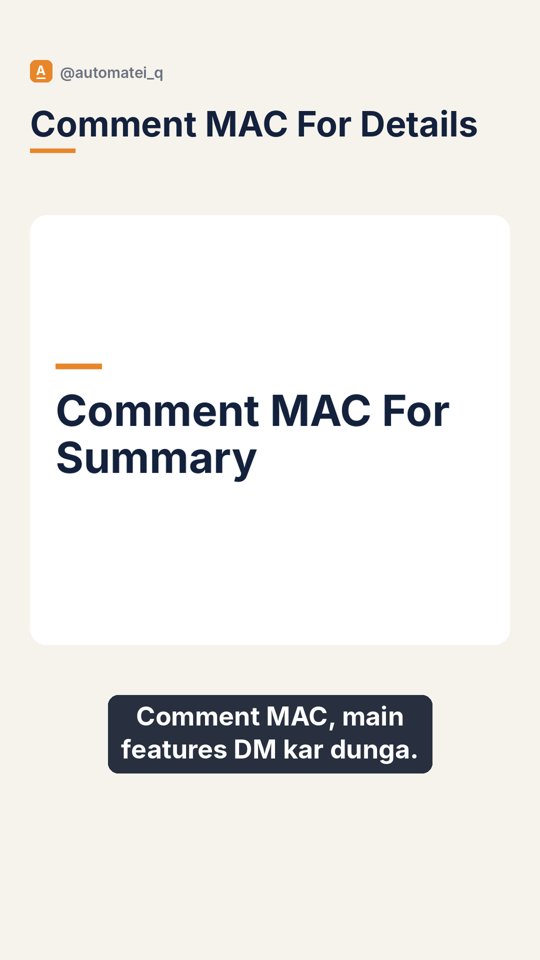 A
@automatei_q
Comment MAC For Details
Comment MAC For
Summary
Comment MAC, main
features DM kar dunga.